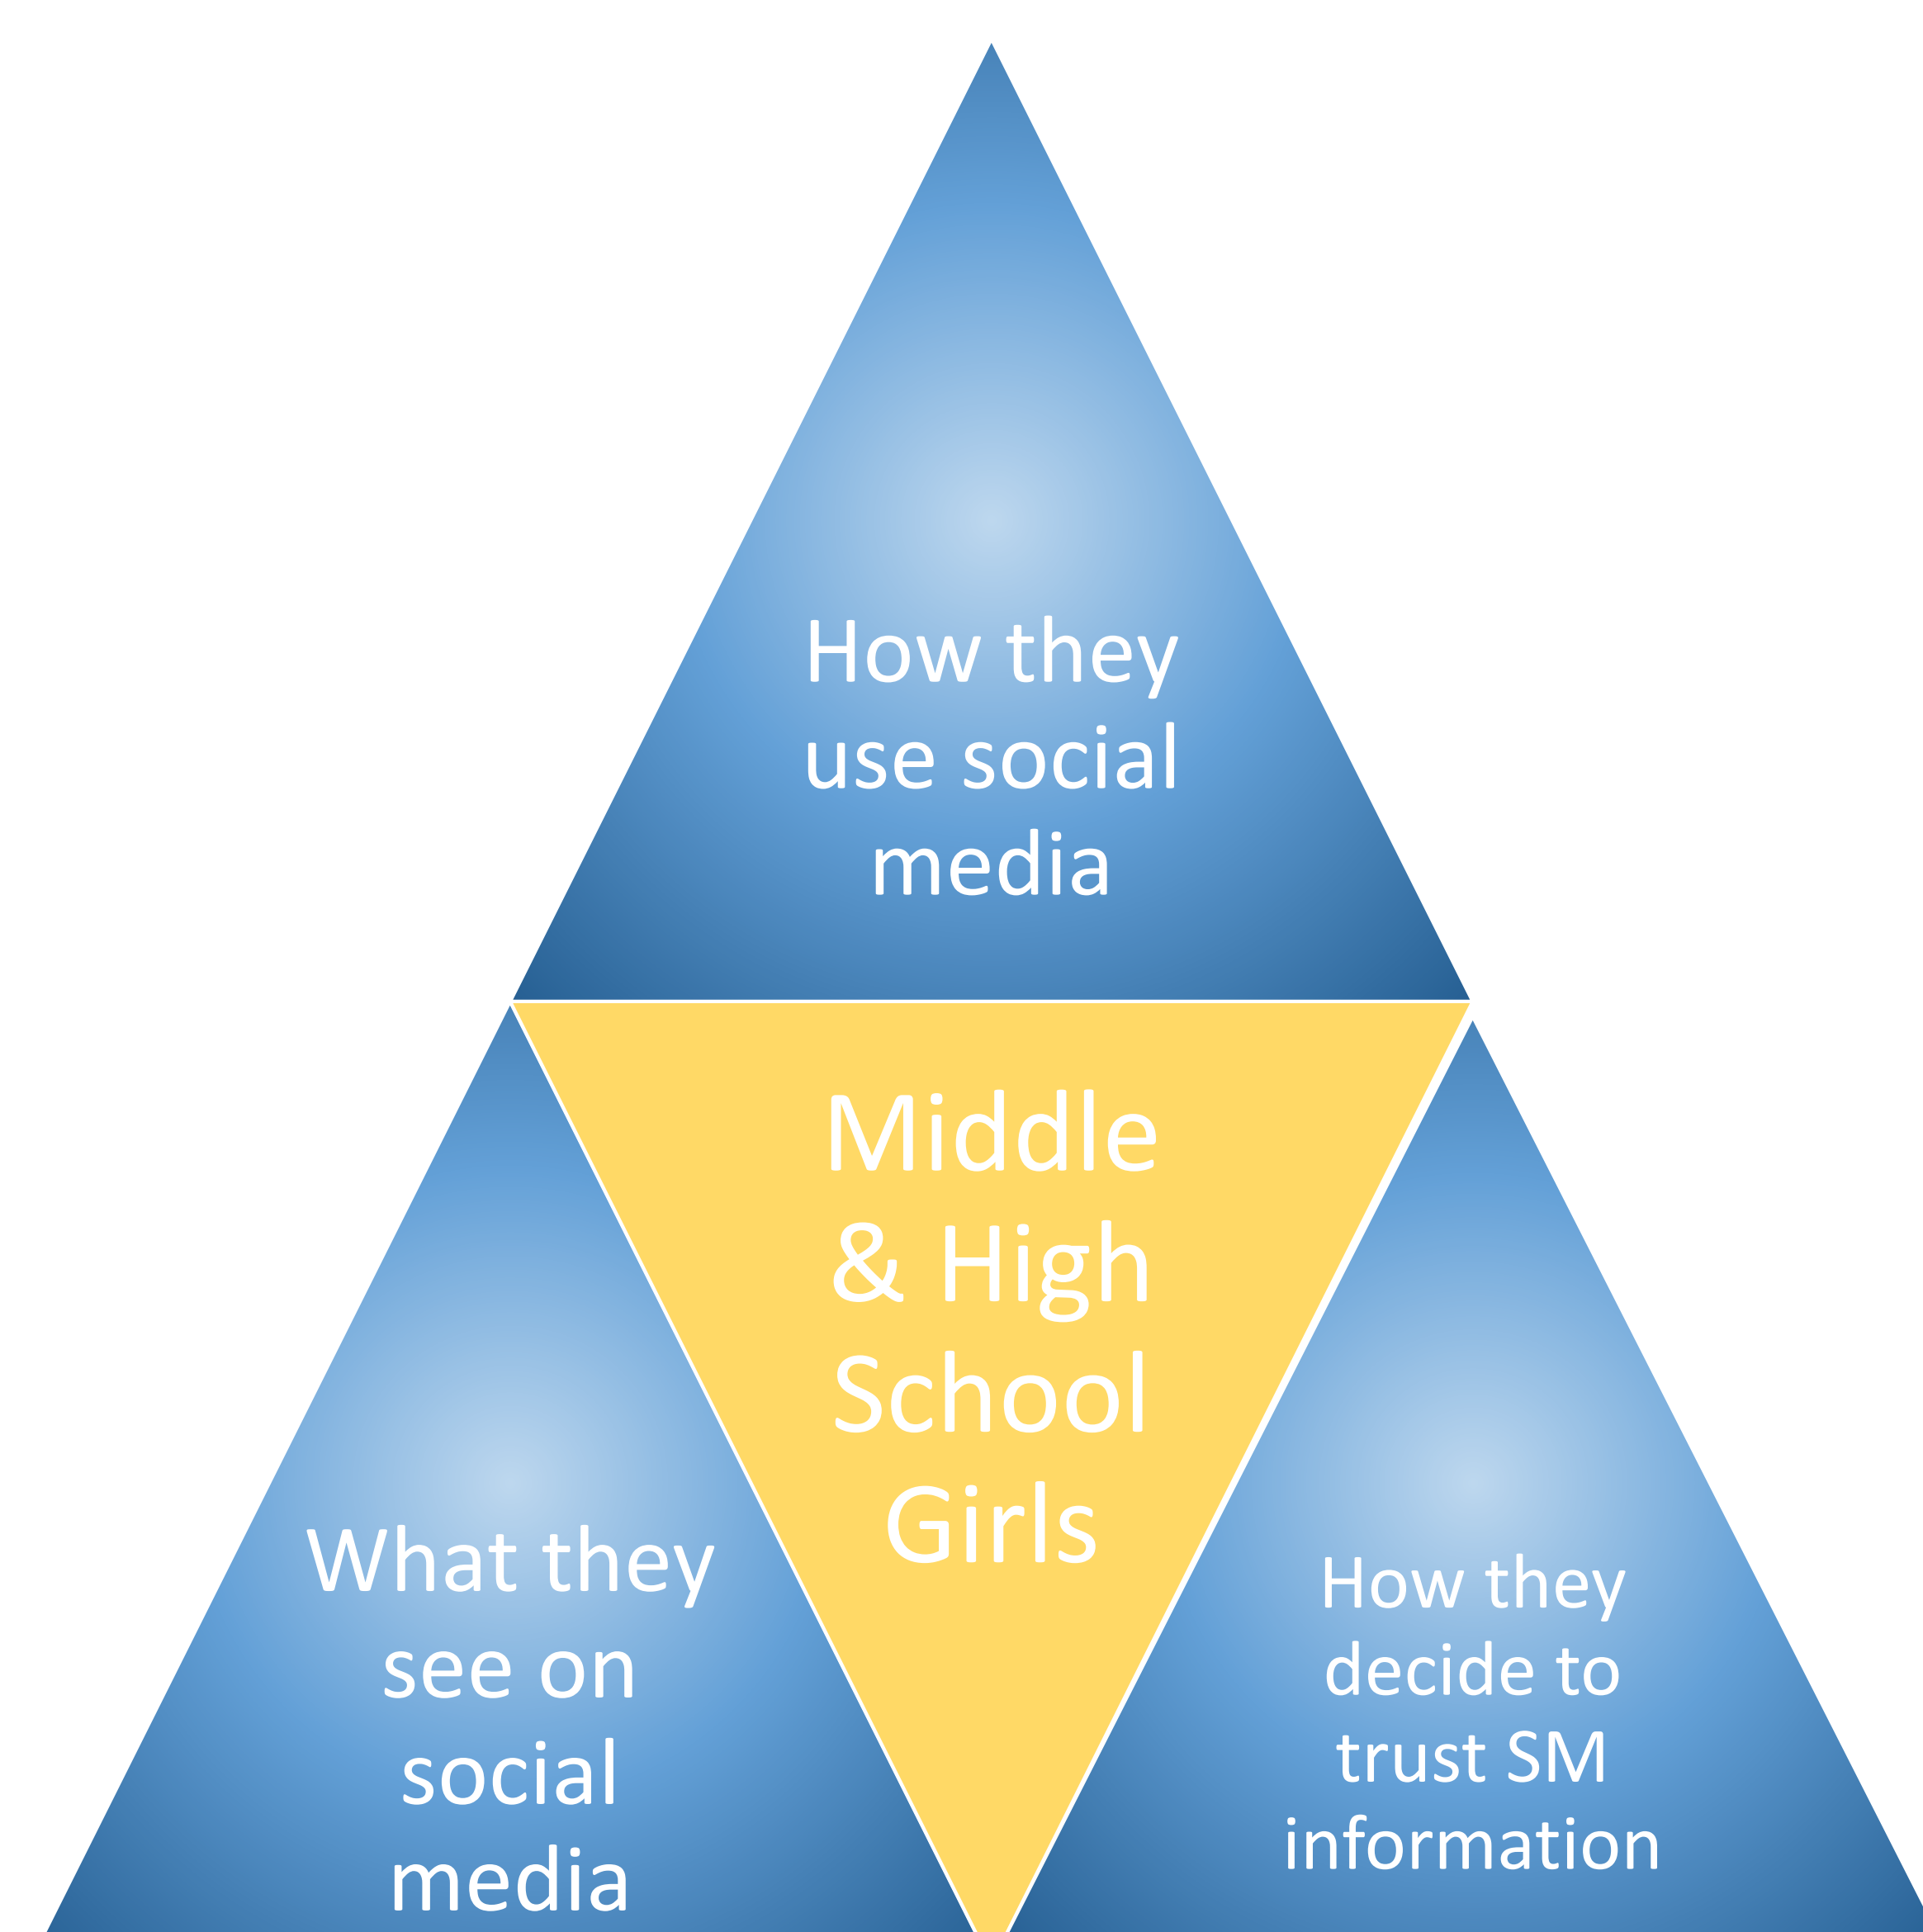 How they
use social
media
Middle
& High
School
Girls
What they
see on
social
media
How they
decide to
trust SM
information